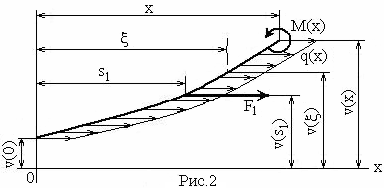 x
M(x)
ξ
q(x)
s₁
F₁
v(0)
v(s₁)
v(ξ)
v(x)
0
x
Рис.2